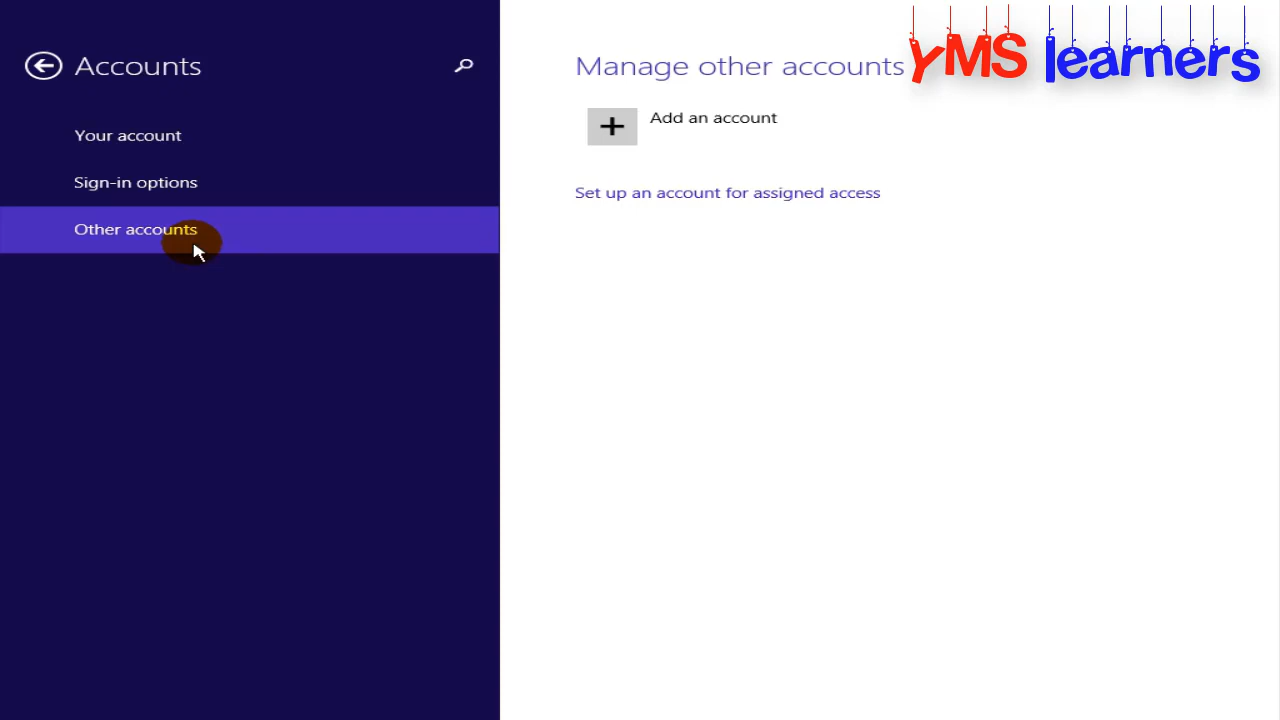 Accounts
Your account
Sign-in options
Other accounts
Manage other accounts
YMS learners
Add an account
Set up an account for assigned access